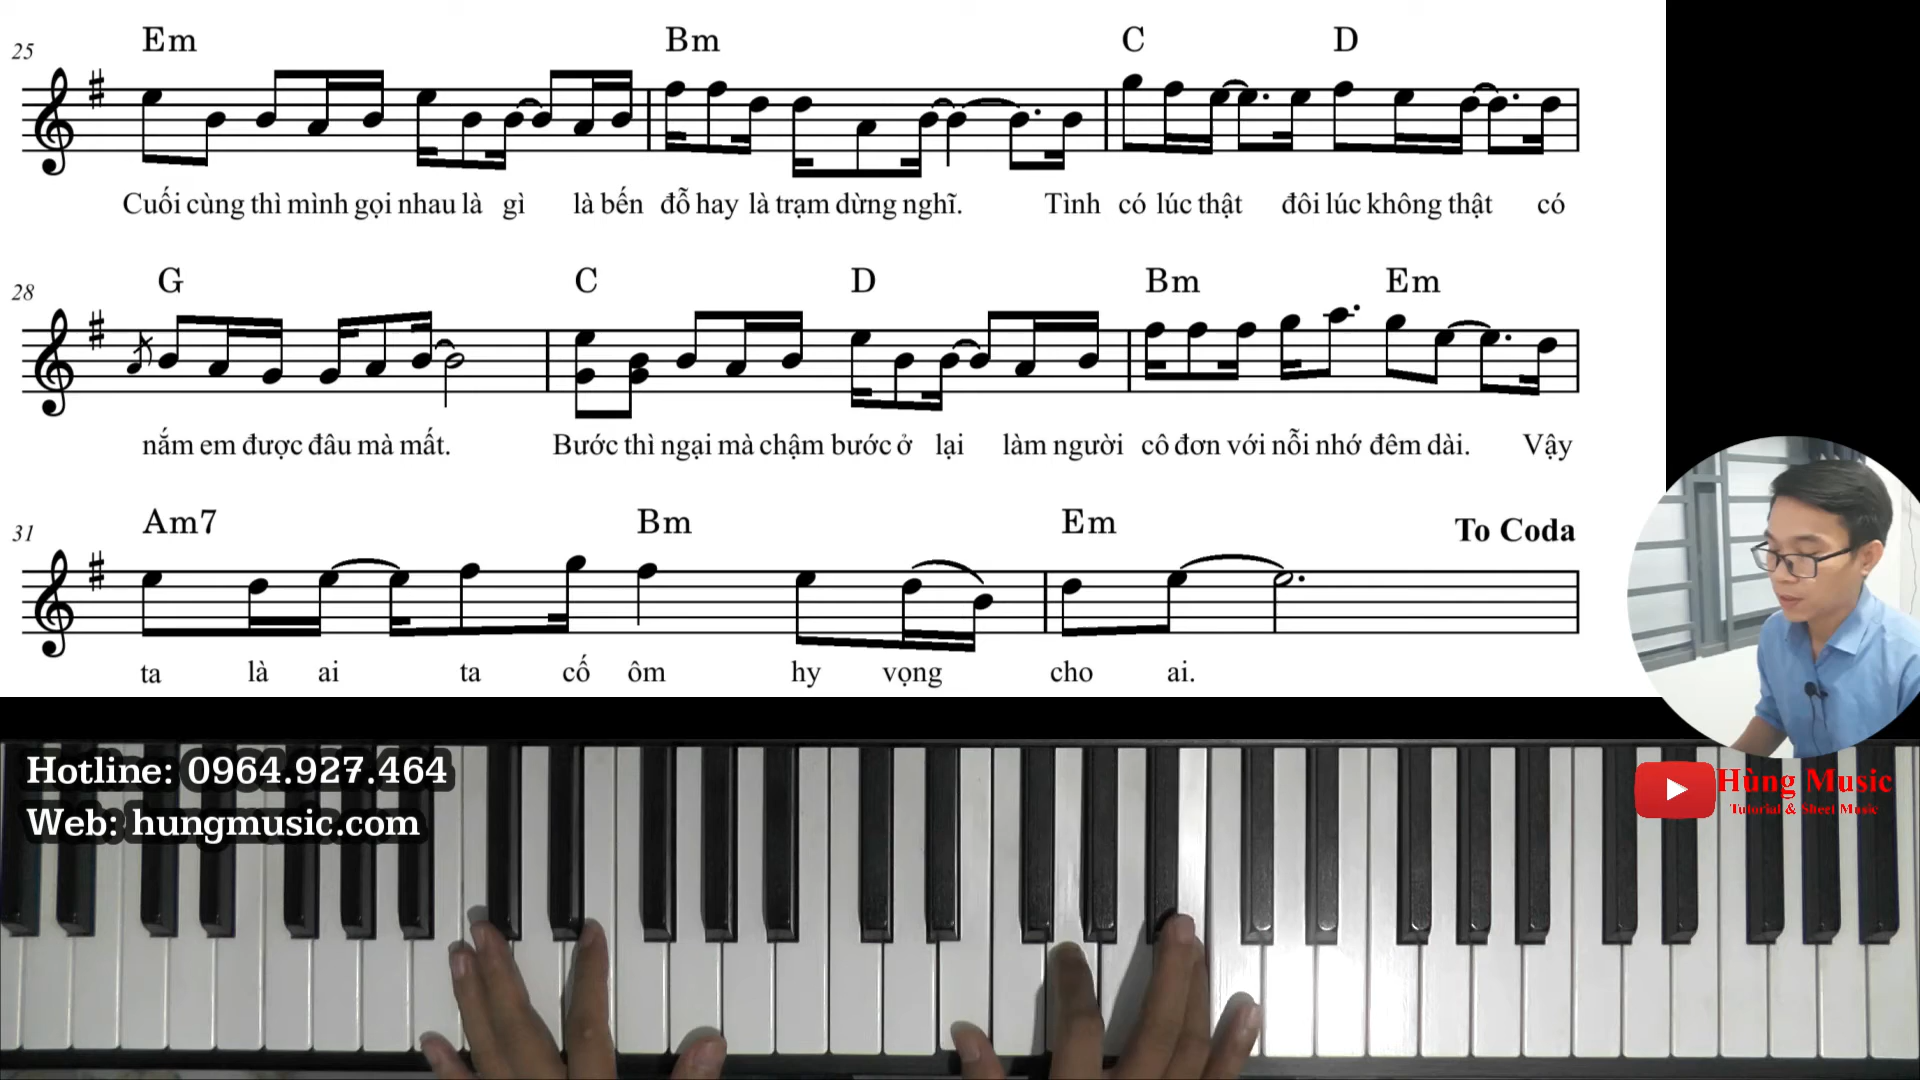 Em Bm C D
25
Cuối cùng thì mình gọi nhau là gì là bến đỗ hay là trạm dừng nghĩ. Tình có lúc thật đôi lúc không thật có
G C D Bm Em
28
nắm em được đâu mà mất. Bước thì ngại mà chậm bước ở lại làm người cô đơn với nỗi nhớ đêm dài. Vậy
Am7 Bm Em To Coda
31
ta là ai ta cố ôm hy vọng cho ai.
Hotline: 0964.927.464
Web: hungmusic.com
Hùng Music
Tutorial & Sheet Music